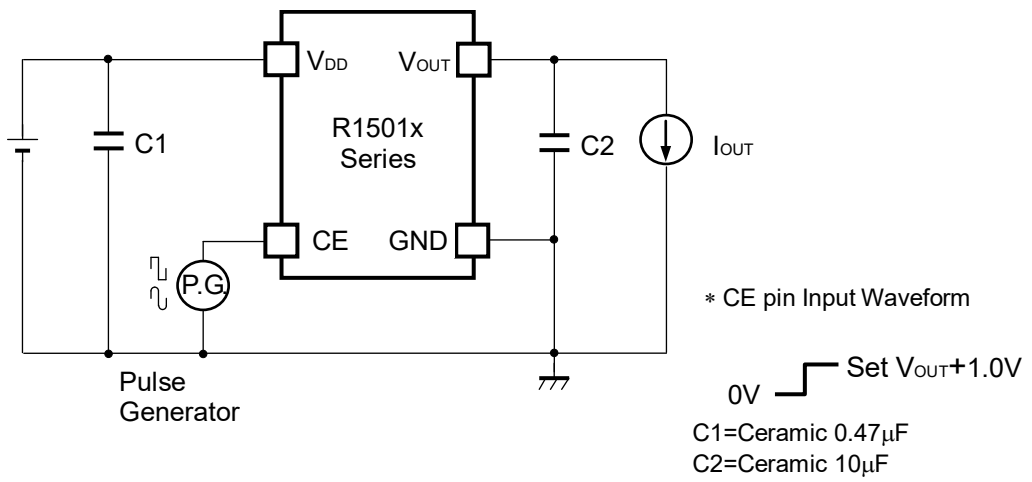 VDD VOUT
R1501x
Series
C1
C2
IOUT
CE GND
P.G.
Pulse
Generator
* CE pin Input Waveform
Set VOUT+1.0V
0V
C1=Ceramic 0.47μF
C2=Ceramic 10μF